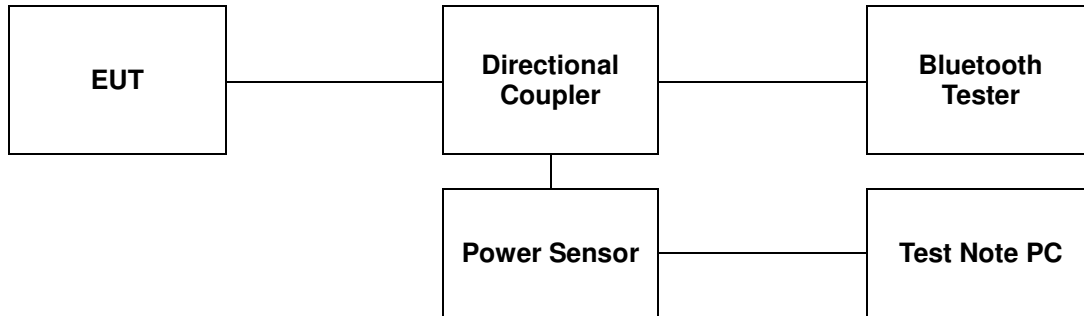 EUT
Directional
Coupler
Bluetooth
Tester
Power Sensor
Test Note PC